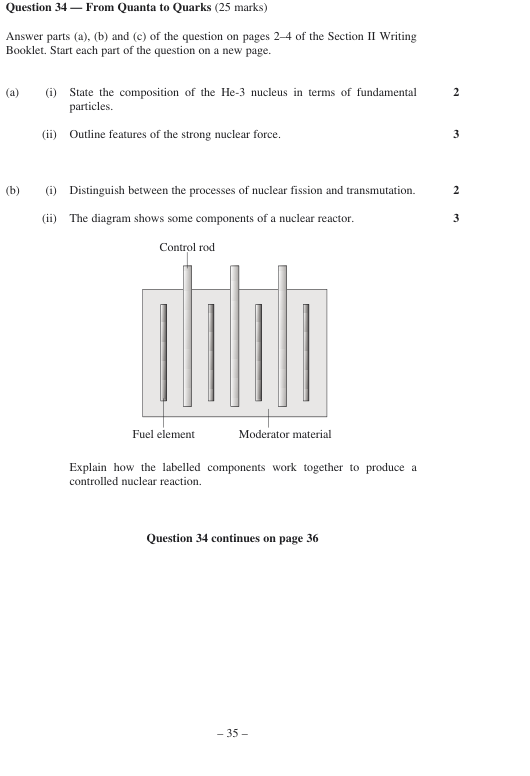 Question 34 — From Quanta to Quarks (25 marks)
Answer parts (a), (b) and (c) of the question on pages 2–4 of the Section II Writing
Booklet. Start each part of the question on a new page.
(a) (i) State the composition of the He-3 nucleus in terms of fundamental 2
particles.
(ii) Outline features of the strong nuclear force. 3
(b) (i) Distinguish between the processes of nuclear fission and transmutation. 2
(ii) The diagram shows some components of a nuclear reactor. 3
Control rod
Fuel element Moderator material
Explain how the labelled components work together to produce a
controlled nuclear reaction.
Question 34 continues on page 36
– 35 –